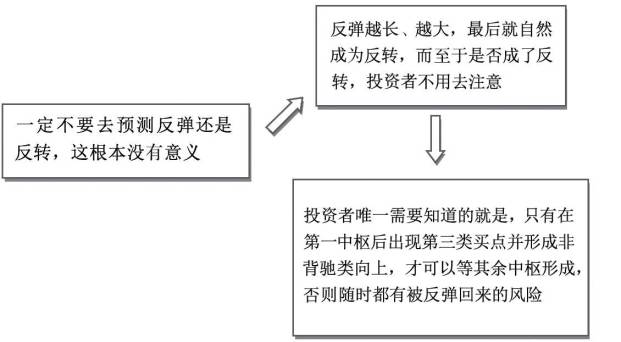 一定不要去预测反弹还是
反转，这根本没有意义
反弹越长、越大，最后就自然
成为反转，而至于是否成了反
转，投资者不用去注意
投资者唯一需要知道的就是，只有在
第一中枢后出现第三类买点并形成非
背驰类向上，才可以等其余中枢形成，
否则随时都有被反弹回来的风险